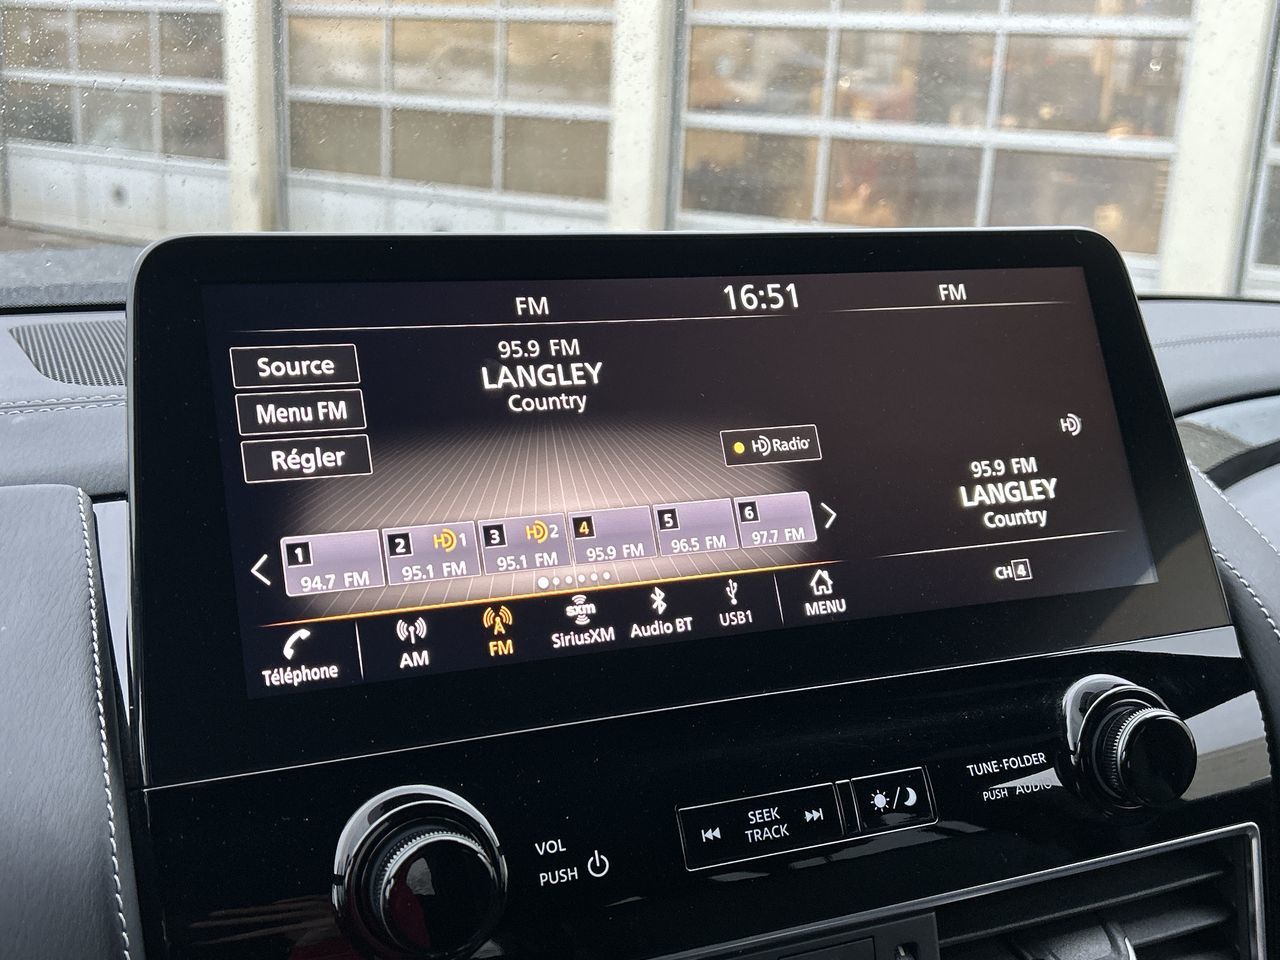 FM 16:51 FM
95.9 FM
LANGLEY
Country
Source
Menu FM
Régler
HD Radio
HD
95.9 FM
LANGLEY
Country
CH 4
1 2 HD 1 3 HD 2 4 5 6
94.7 FM 95.1 FM 95.1 FM 95.9 FM 96.5 FM 97.7 FM
sxm
Téléphone AM FM SiriusXM Audio BT USB1 MENU
VOL
PUSH
SEEK
TRACK
TUNE·FOLDER
PUSH AUDIO